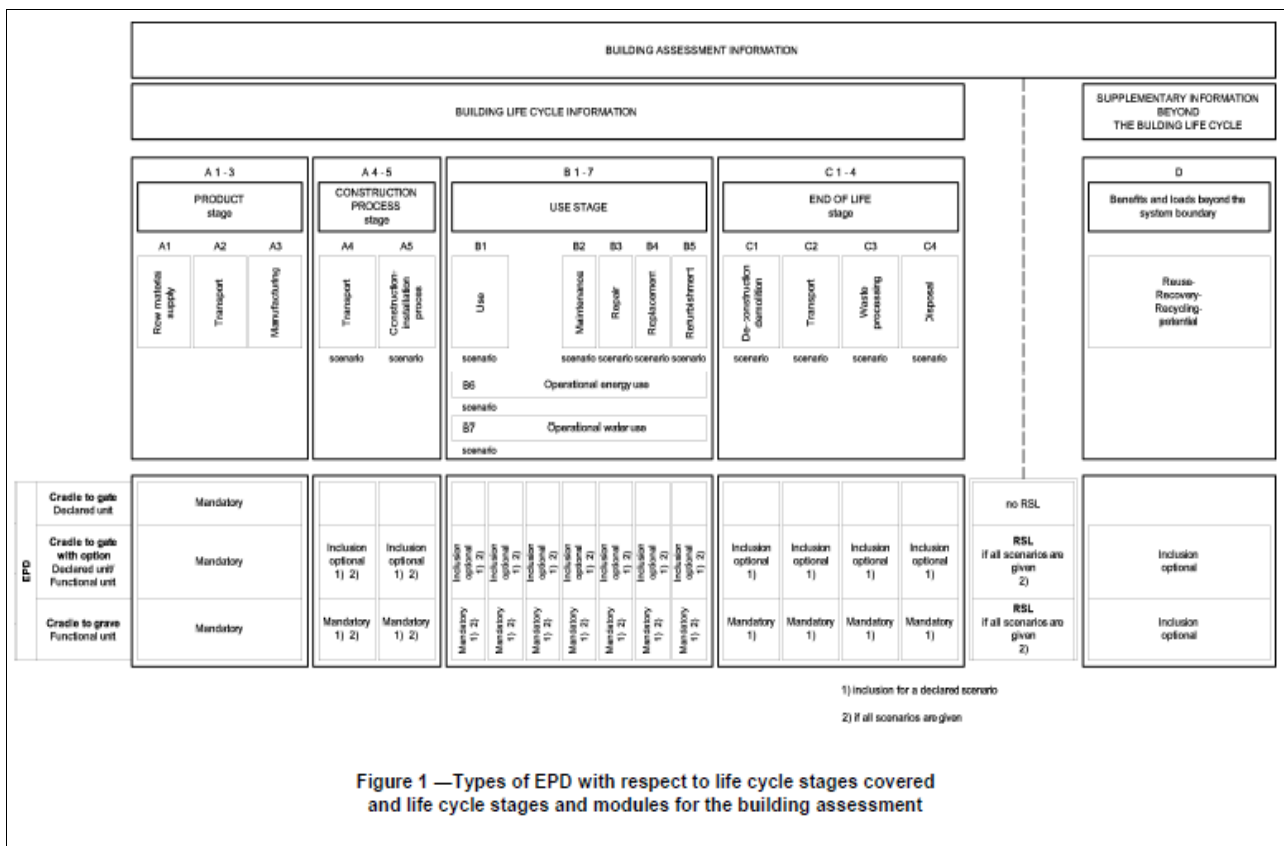 BUILDING ASSESSMENT INFORMATION
BUILDING LIFE CYCLE INFORMATION
SUPPLEMENTARY INFORMATION
BEYOND
THE BULDING LIFE CYCLE
A 1 - 3
PRODUCT
stage
A 4 - 5
CONSTRUCTION
PROCESS
stage
B 1 - 7
USE STAGE
C 1 - 4
END OF LIFE
stage
D
Benefits and loads beyond the
system boundary
A1
A2
A3
A4
A5
B1
B2
B3
B4
B5
C1
C2
C3
C4
Raw material
supply
Transport
Manufacturing
Transport
Construction-
installation
proces
Use
Maintenance
Repair
Replacement
Refurbishment
De-construction
demolition
Transport
Waste
processing
Disposal
Reuse-
Recovery-
Recycling-
potential
scenario
scenario
scenario
scenario
scenario
scenario
scenario
scenario
scenario
scenario
scenario
B6 Operational energy use
scenario
B7 Operational water use
scenario
EPD
Cradle to gate
Declared unit
Mandatory
no RSL
Cradle to gate
with option
Declared unit/
Functional unit
Mandatory
Inclusion
optional
1) 2)
Inclusion
optional
1) 2)
Inclusion
optional
1) 2)
Inclusion
optional
1) 2)
Inclusion
optional
1) 2)
Inclusion
optional
1) 2)
Inclusion
optional
1) 2)
Inclusion
optional
1) 2)
Inclusion
optional
1) 2)
Inclusion
optional
1)
Inclusion
optional
1)
Inclusion
optional
1)
Inclusion
optional
1)
RSL
if all scenarios are
given
2)
Inclusion
optional
Cradle to grave
Functional unit
Mandatory
Mandatory
1) 2)
Mandatory
1) 2)
Mandatory
1) 2)
Mandatory
1) 2)
Mandatory
1) 2)
Mandatory
1) 2)
Mandatory
1) 2)
Mandatory
1) 2)
Mandatory
1) 2)
Mandatory
1)
Mandatory
1)
Mandatory
1)
Mandatory
1)
RSL
if all scenarios are
given
2)
Inclusion
optional
1) inclusion for a declared scenario
2) if all scenarios are given
Figure 1 —Types of EPD with respect to life cycle stages covered
and life cycle stages and modules for the building assessment